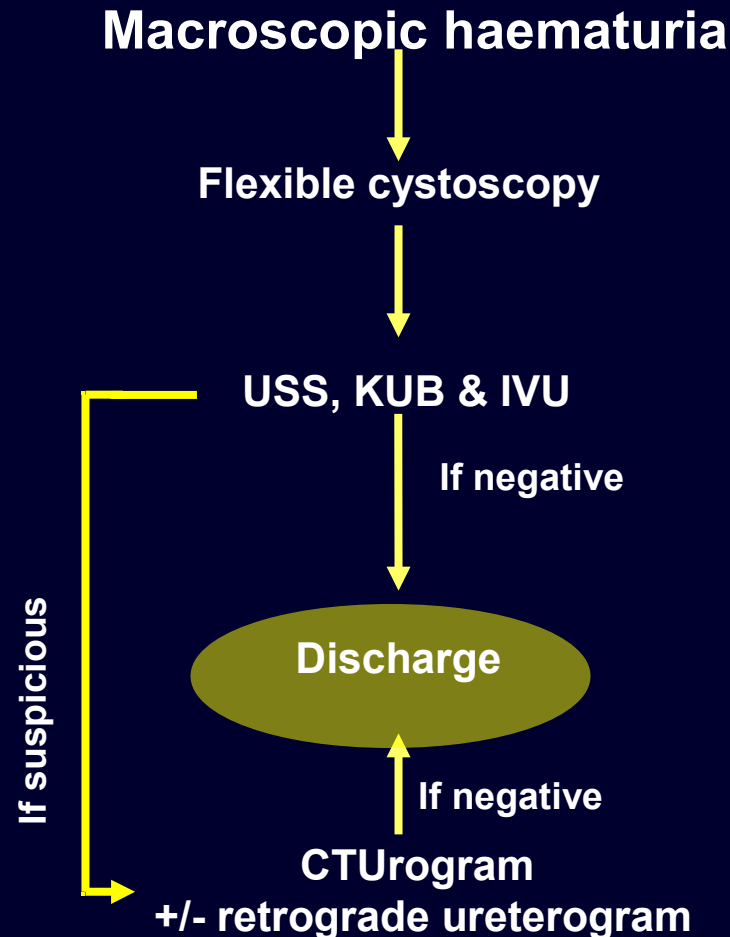 Macroscopic haematuria
Flexible cystoscopy
USS, KUB & IVU
If negative
If suspicious
Discharge
If negative
CTUrogram
+/- retrograde ureterogram